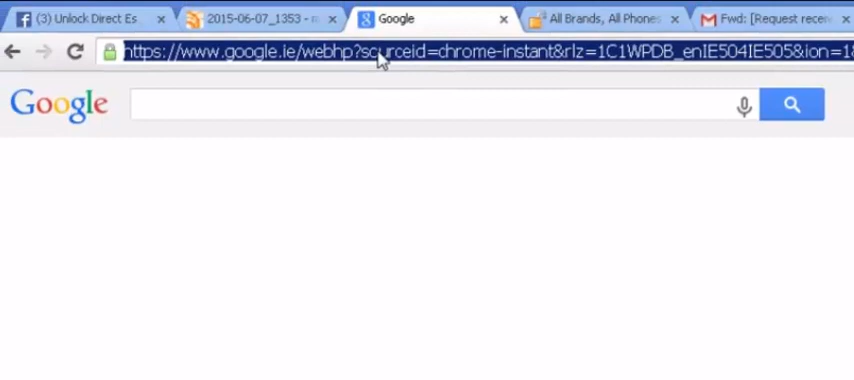 (3) Unlock Direct Es
2015-06-07_1353 - m
Google
All Brands, All Phones
Fwd: [Request recen
https://www.google.ie/webhp?sourceid=chrome-instant&rlz=1C1WPDB_enIE504IE505&ion=1
Google